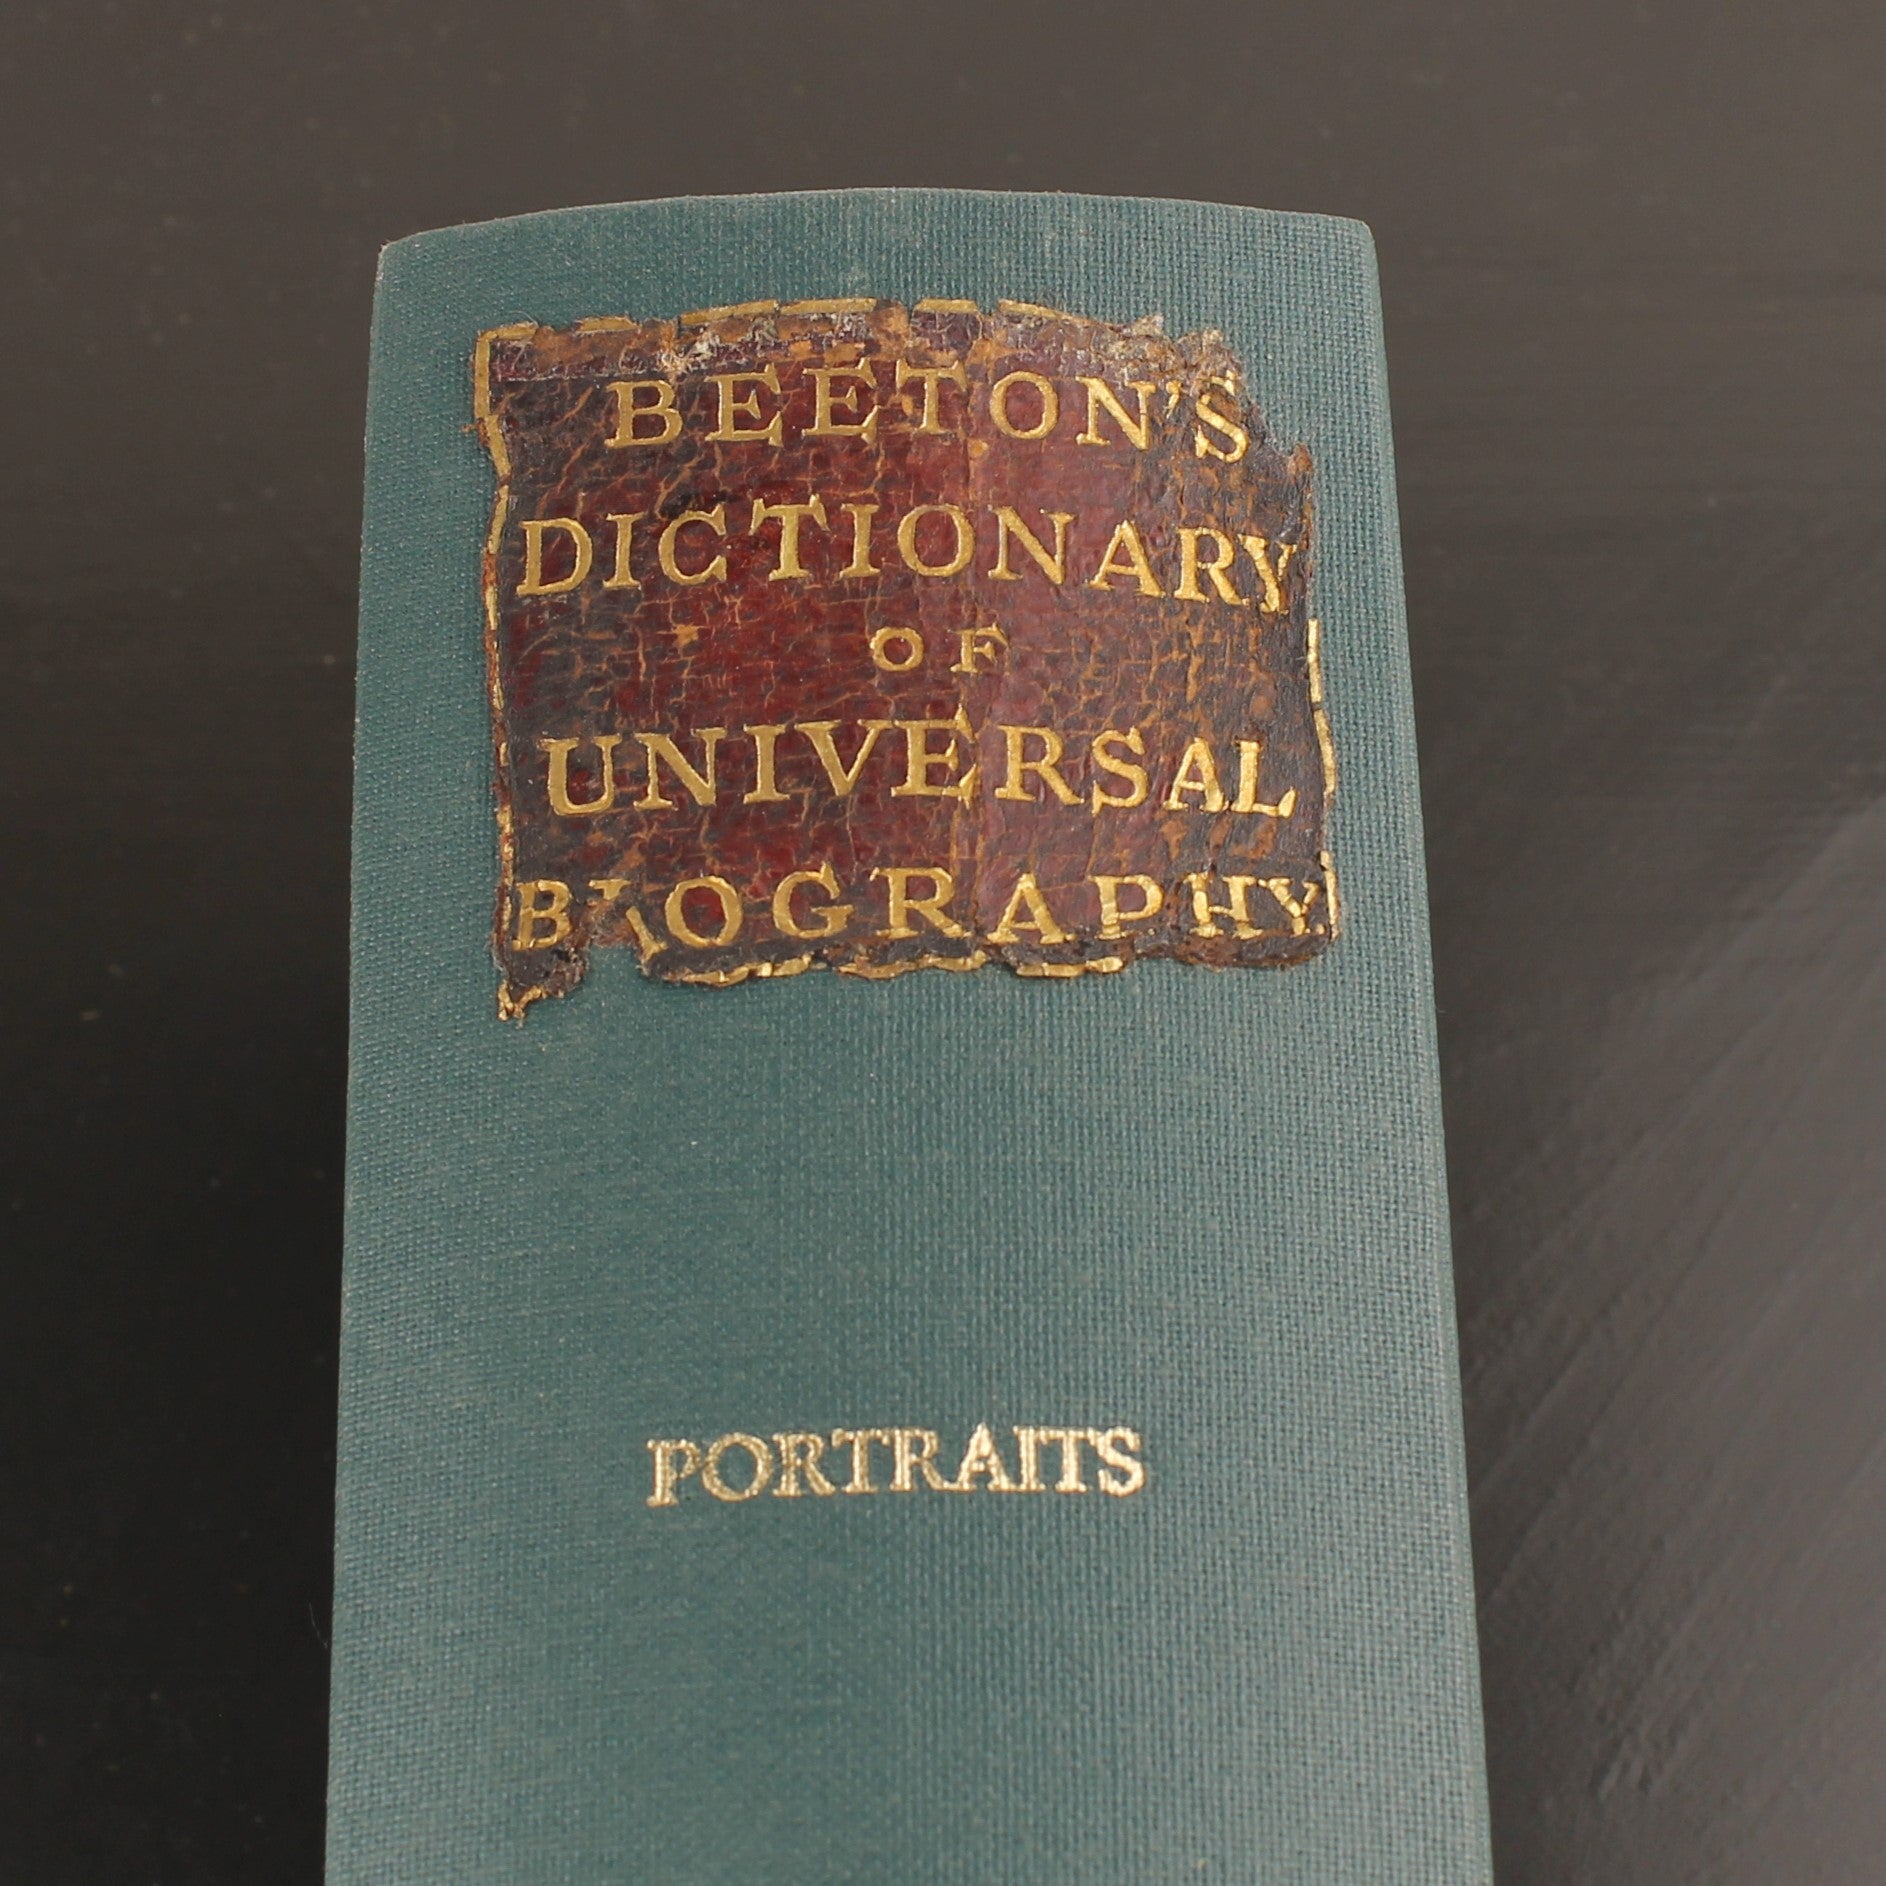 BEETON'S
DICTIONARY
OF
UNIVERSAL
BIOGRAPHY
PORTRAITS